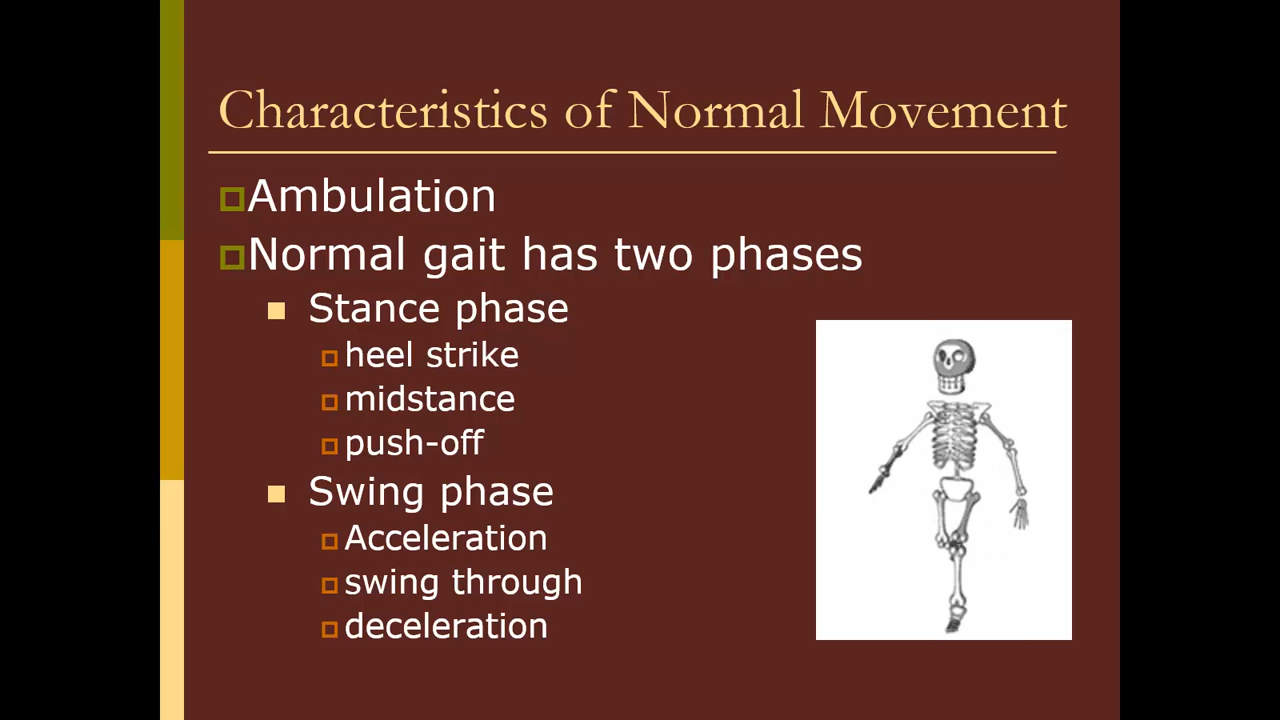 Characteristics of Normal Movement
Ambulation
Normal gait has two phases
Stance phase
heel strike
midstance
push-off
Swing phase
Acceleration
swing through
deceleration